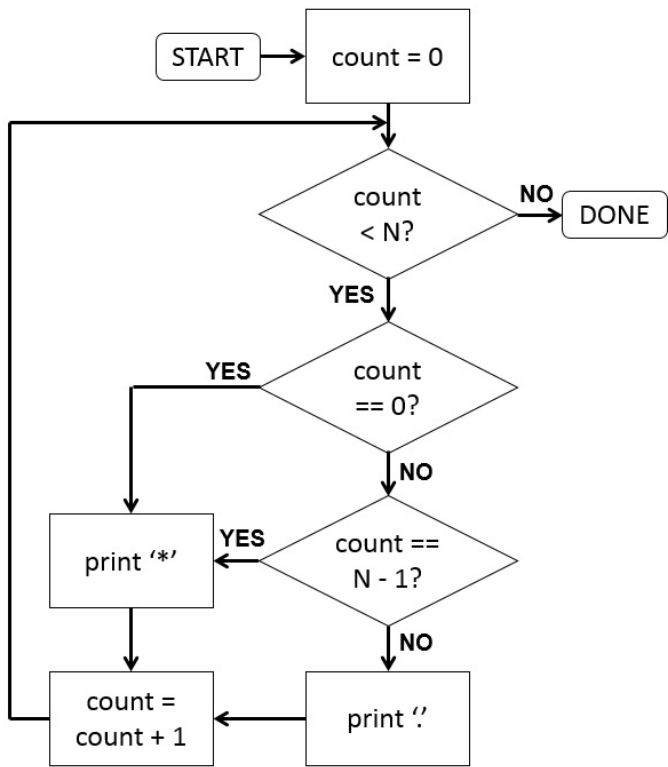 START
count = 0
count
< N?
NO
DONE
YES
count
== 0?
YES
NO
count ==
N - 1?
YES
print ‘*’
NO
count =
count + 1
print ‘.’